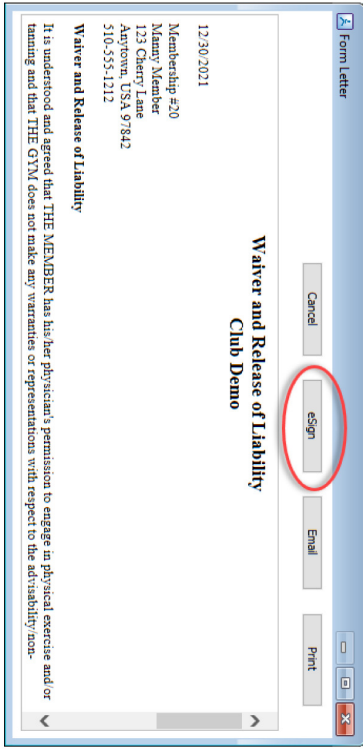 Form Letter
Cancel
eSign
Email
Print
Waiver and Release of Liability
Club Demo
12/30/2021
Membership #20
Manny Member
123 Cherry Lane
Anytown, USA 97842
510-555-1212
Waiver and Release of Liability
It is understood and agreed that THE MEMBER has his/her physician's permission to engage in physical exercise and/or
tanning and that THE GYM does not make any warranties or representations with respect to the advisability/non-